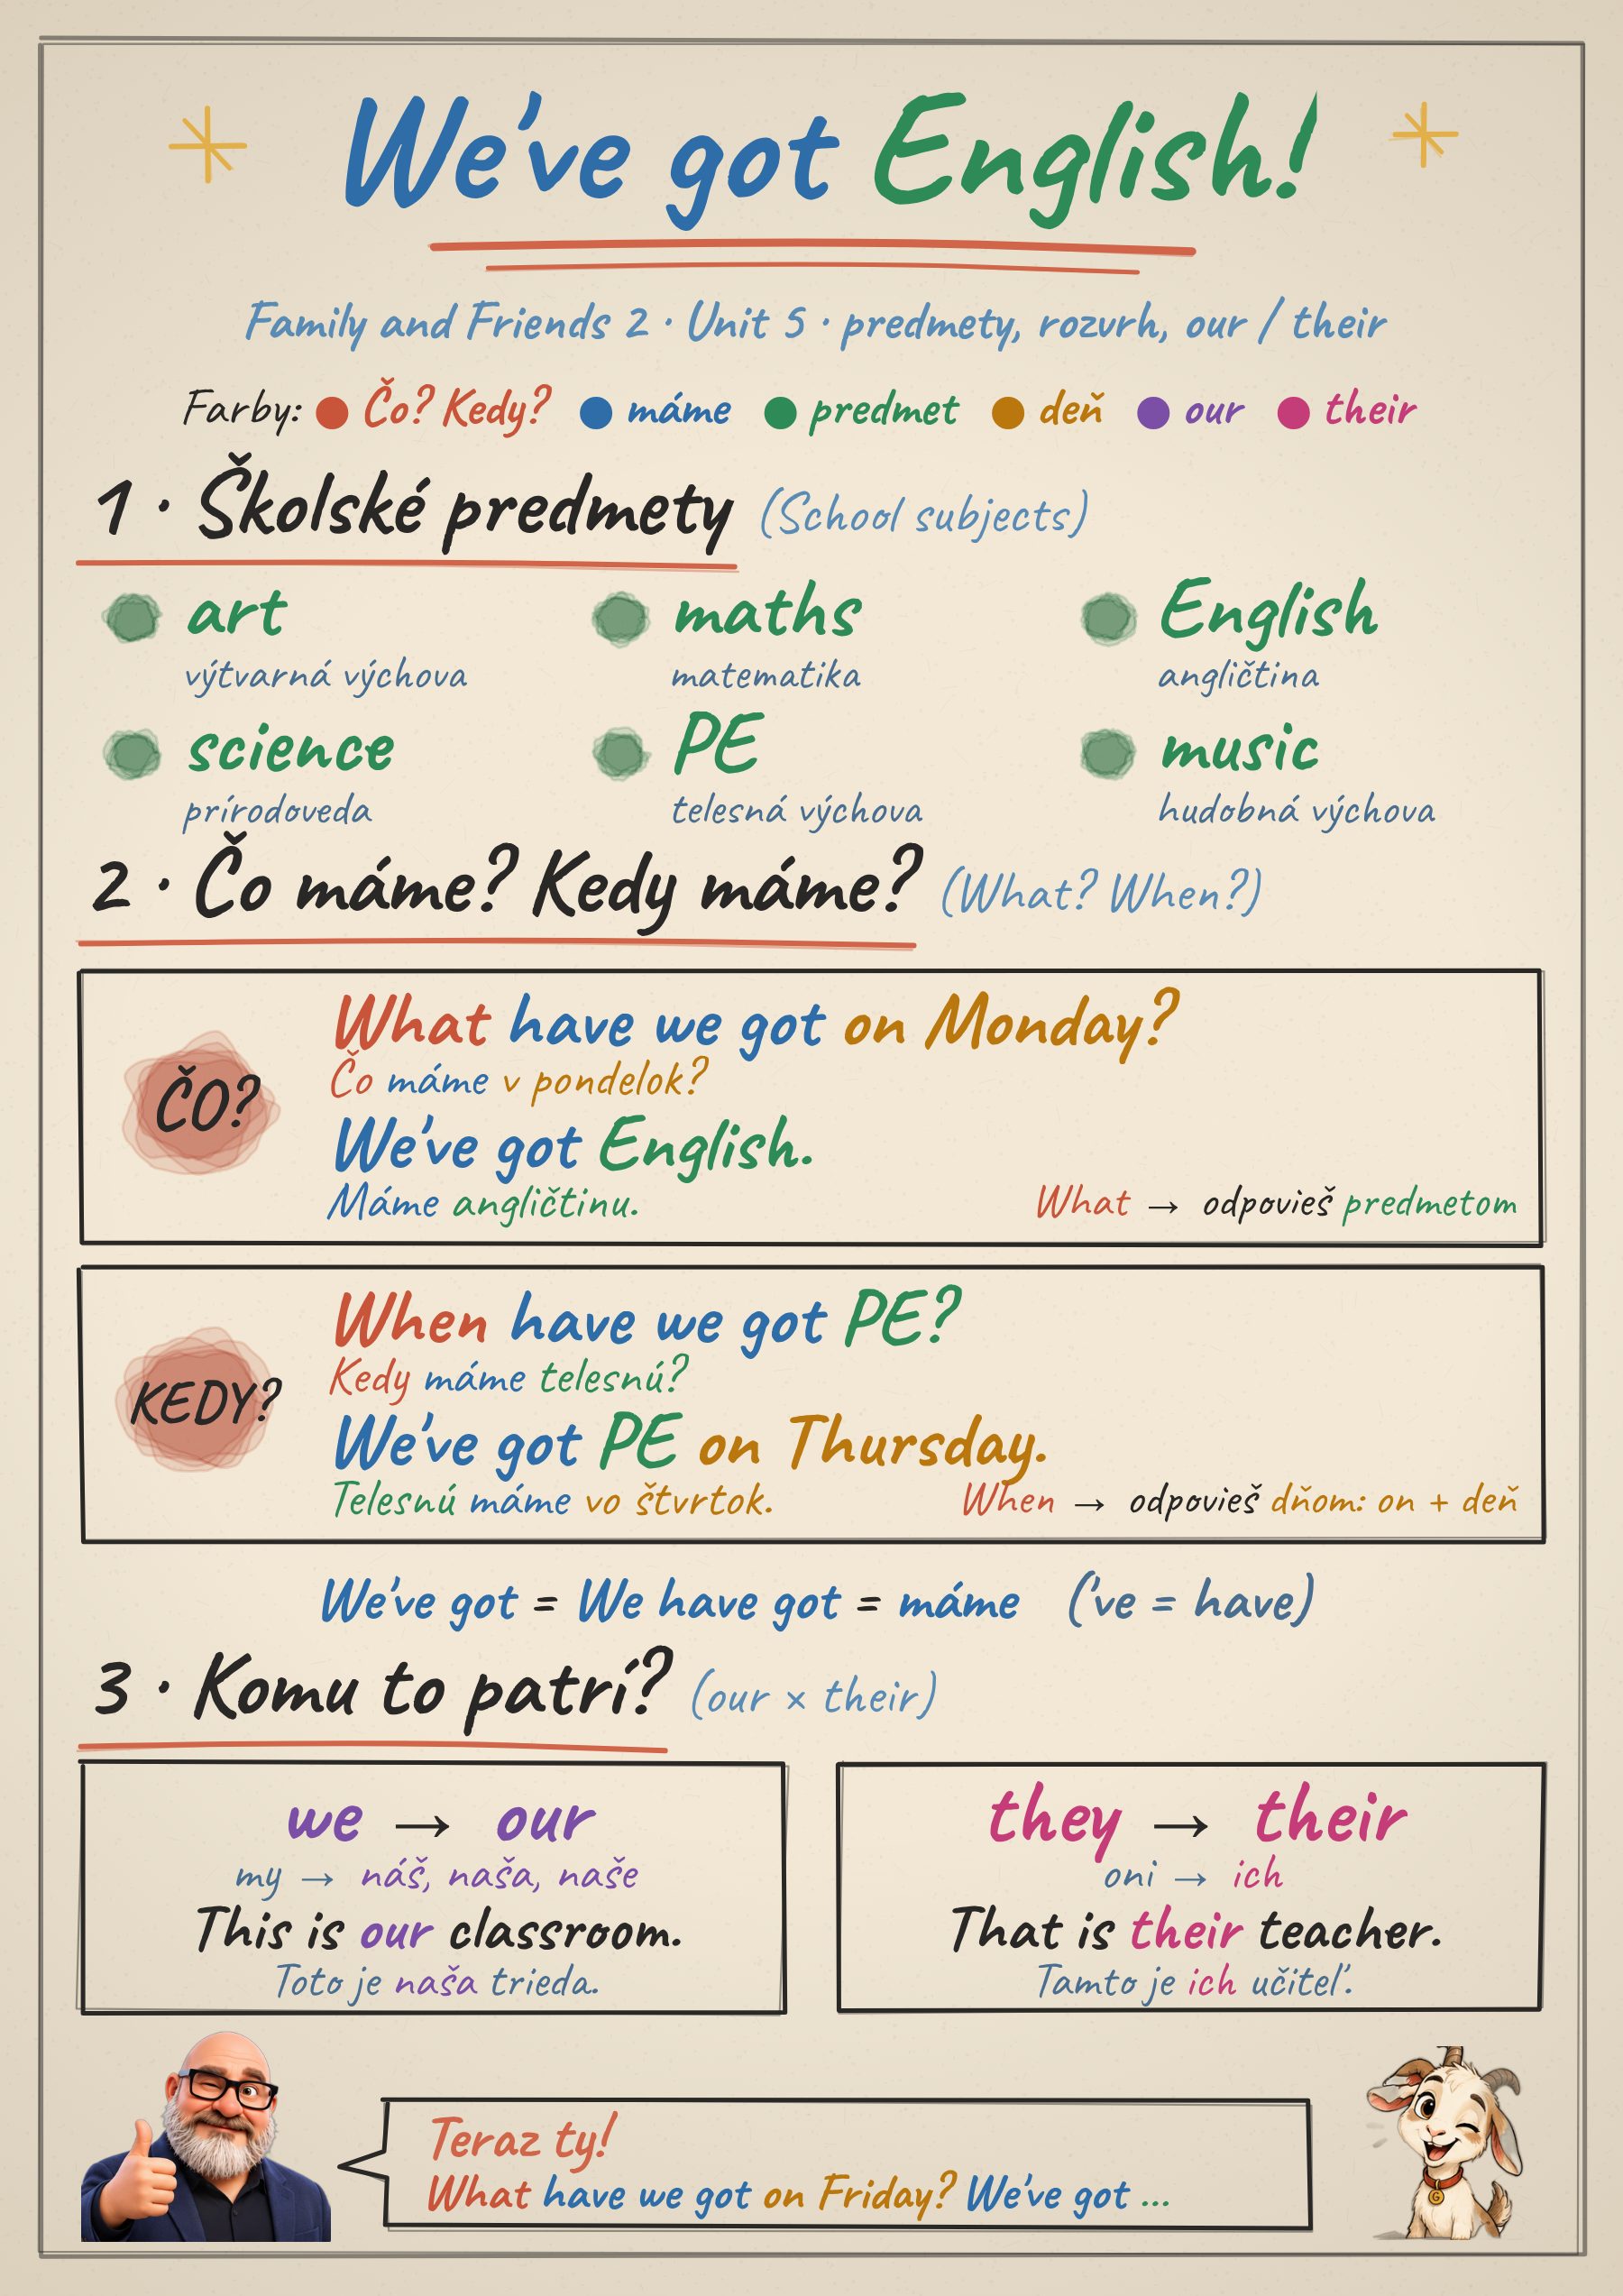 We've got English!
Family and Friends 2 · Unit 5 · predmety, rozvrh, our / their
Farby: Čo? Kedy? máme predmet deň our their
1 · Školské predmety (School subjects)
art maths English
výtvarná výchova matematika angličtina
science PE music
prírodoveda telesná výchova hudobná výchova
2 · Čo máme? Kedy máme? (What? When?)
ČO?
What have we got on Monday?
Čo máme v pondelok?
We've got English.
Máme angličtinu. What → odpovieš predmetom
KEDY?
When have we got PE?
Kedy máme telesnú?
We've got PE on Thursday.
Telesnú máme vo štvrtok. When → odpovieš dňom: on + deň
We've got = We have got = máme ('ve = have)
3 · Komu to patrí? (our × their)
we → our
my → náš, naša, naše
This is our classroom.
Toto je naša trieda.
they → their
oni → ich
That is their teacher.
Tamto je ich učiteľ.
Teraz ty!
What have we got on Friday? We've got ...
G